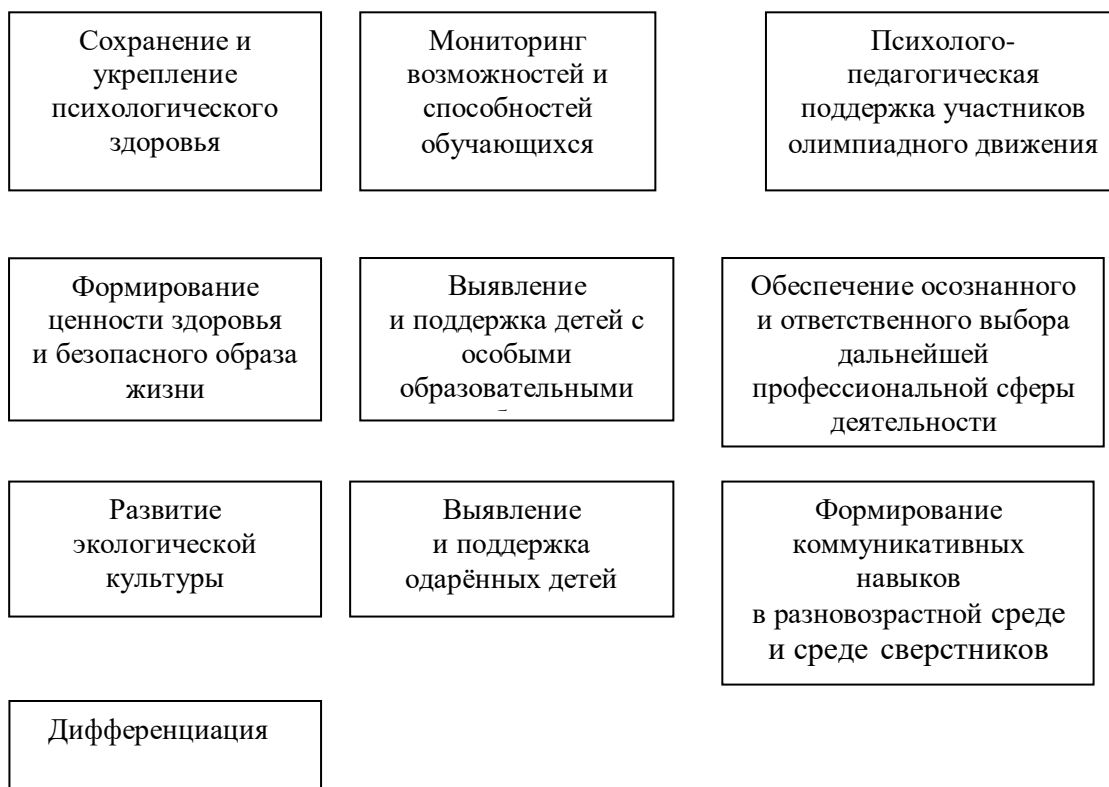 Сохранение и
укрепление
психологического
здоровья
Мониторинг
возможностей и
способностей
обучающихся
Психолого-
педагогическая
поддержка участников
олимпиадного движения
Формирование
ценности здоровья
и безопасного образа
жизни
Выявление
и поддержка детей с
особыми
образовательными
Обеспечение осознанного
и ответственного выбора
дальнейшей
профессиональной сферы
деятельности
Развитие
экологической
культуры
Выявление
и поддержка
одарённых детей
Формирование
коммуникативных
навыков
в разновозрастной среде
и среде сверстников
Дифференциация